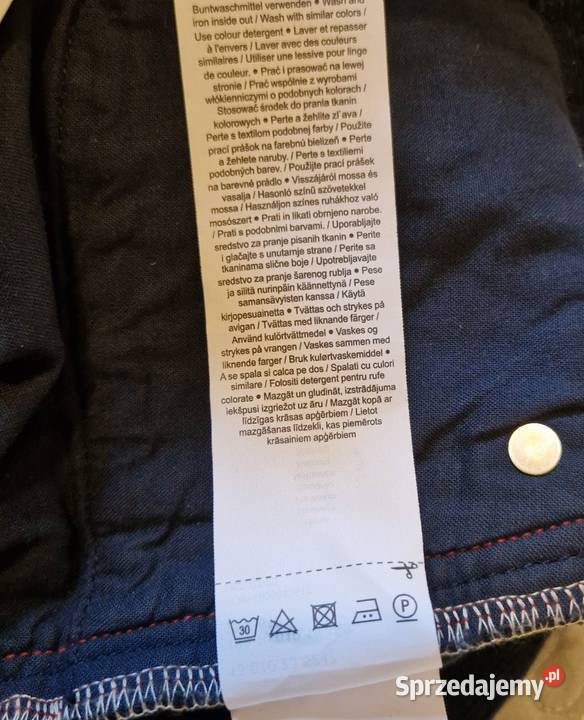 Buntwaschmittel verwenden • Wash and
iron inside out / Wash with similar colors /
Use colour detergent • Laver et repasser
à l'envers / Laver avec des couleurs
similaires / Utiliser une lessive pour linge
de couleur. • Prać i prasować na lewej
stronie / Prać wspólnie z wyrobami
włókienniczymi o podobnych kolorach /
Stosować środek do prania tkanin
kolorowych • Perte a žehlite zľava /
Perte s textilom podobnej farby / Použite
prací prášok na farebnú bielizeň • Perte
a žehlete naruby. / Perte s textiliemi
podobných barev. / Použijte prací prášek
na barevné prádlo • Visszájáról mossa és
vasalja / Hasonló színű szövetekkel
mossa / Használjon színes ruhákhoz való
mosószert • Prati in likati obrnjeno narobe.
/ Prati s podobnimi barvami. / Uporabljajte
sredstvo za pranje pisanih tkanin • Perite
i glačajte s unutarnje strane / Perite sa
tkaninama slične boje / Upotrebljavajte
sredstvo za pranje šarenog rublja • Pese
ja silitä nurinpäin käännettynä / Pese
samansävyisten kanssa / Käytä
kirjopesuainetta • Tvättas och strykes på
avigan / Tvättas med liknande färger /
Använd kulörtvättmedel • Vaskes og
strykes på vrangen / Vaskes sammen med
liknende farger / Bruk kulørtvaskemiddel •
A se spala si calca pe dos / Spalati cu culori
similare / Folositi detergent pentru rufe
colorate • Mazgāt un gludināt, izstrādājuma
iekšpusi izgriežot uz āru / Mazgāt kopā ar
līdzīgas krāsas apģērbiem / Lietot
mazgāšanas līdzekli, kas piemērots
krāsainiem apģērbiem
30
P
Sprzedajemy.pl